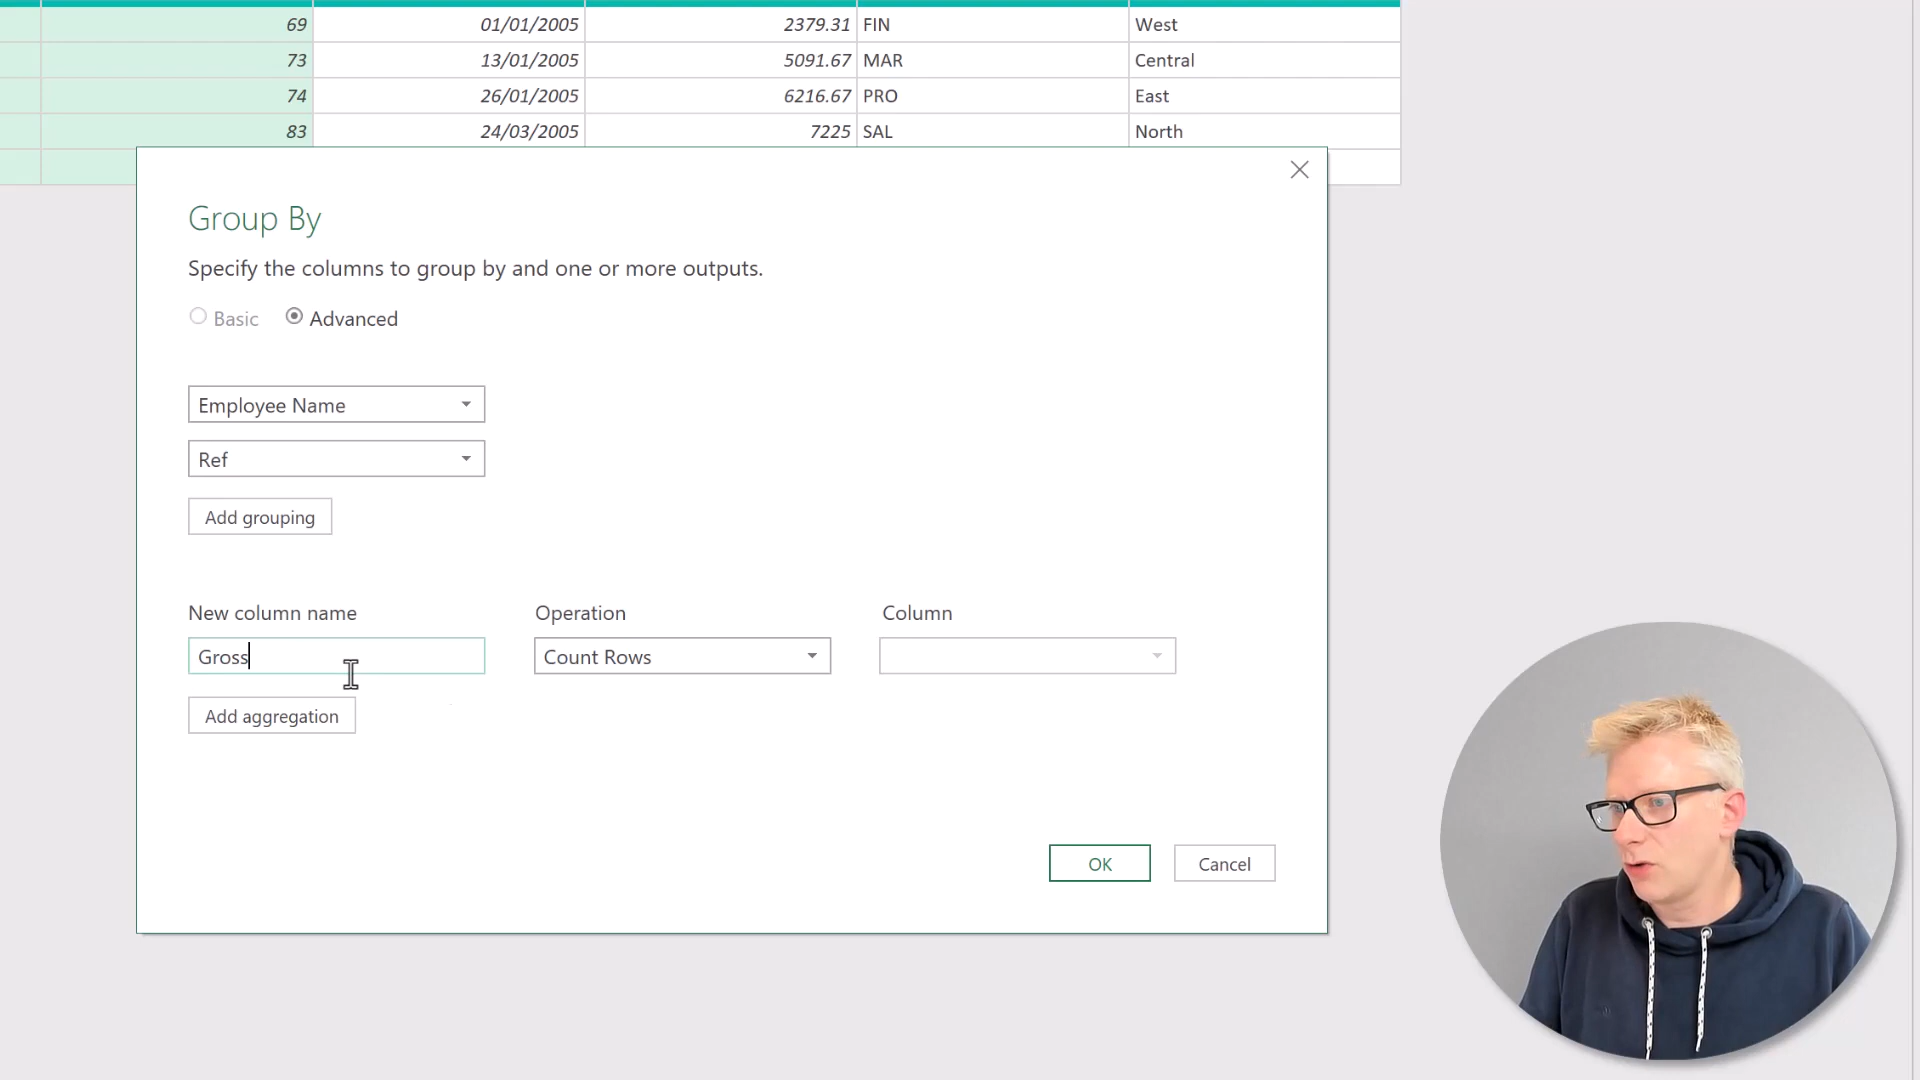 69 01/01/2005 2379.31 FIN West
73 13/01/2005 5091.67 MAR Central
74 26/01/2005 6216.67 PRO East
83 24/03/2005 7225 SAL North
Group By
Specify the columns to group by and one or more outputs.
Basic Advanced
Employee Name
Ref
Add grouping
New column name Operation Column
Gross Count Rows
Add aggregation
OK Cancel